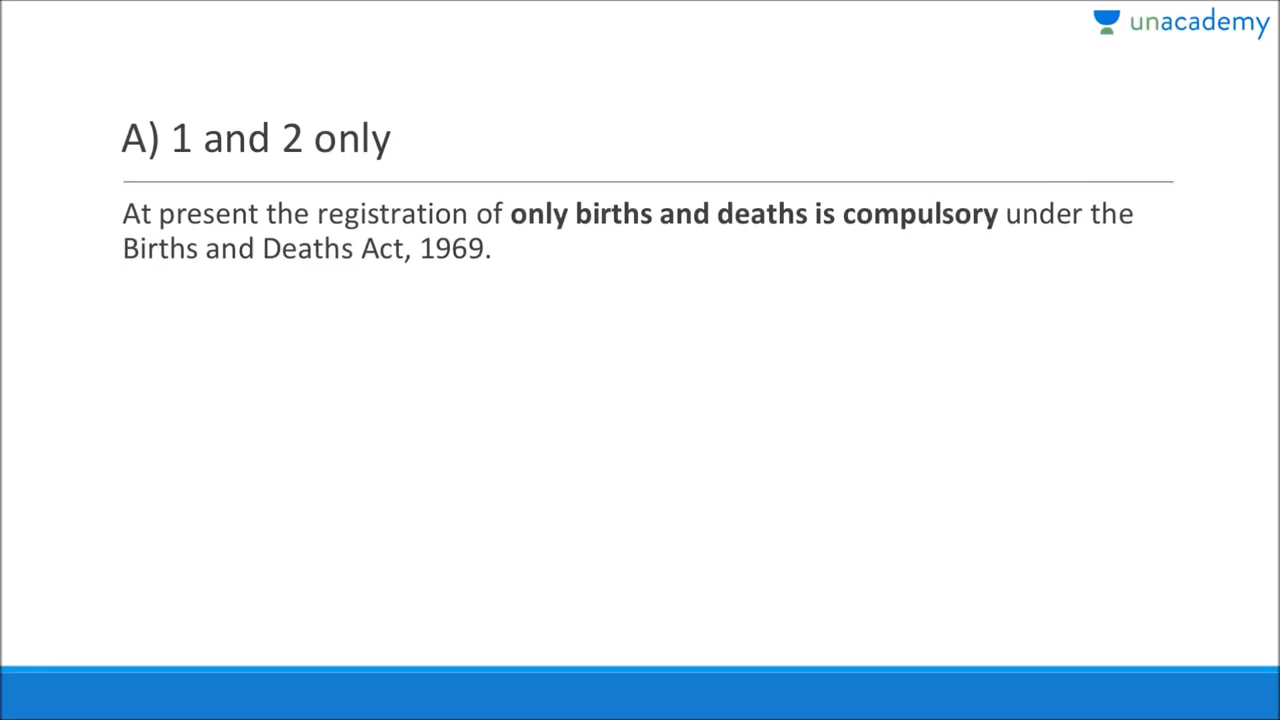 unacademy
A) 1 and 2 only
At present the registration of only births and deaths is compulsory under the
Births and Deaths Act, 1969.